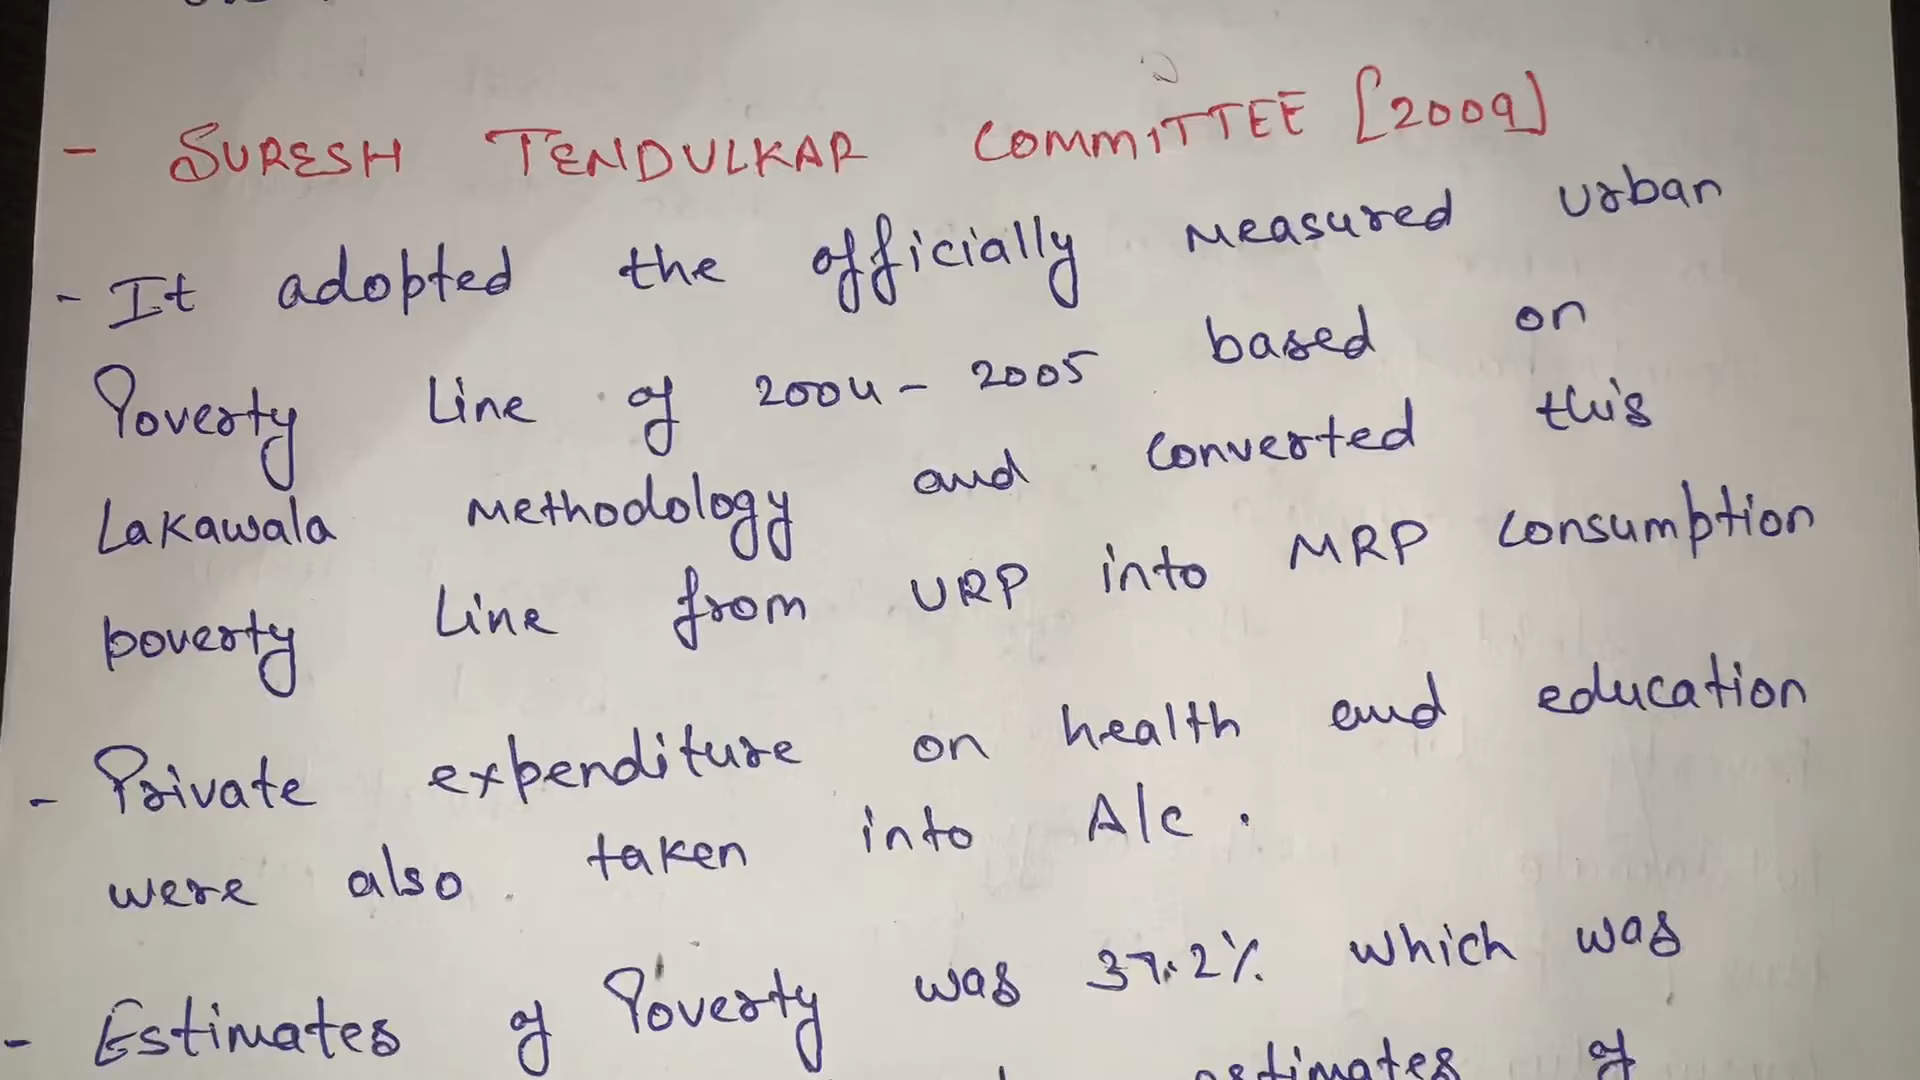 - SURESH TENDULKAR COMMITTEE [2009]
- It adopted the officially measured urban
Poverty line of 2004-2005 based on
Lakawala methodology and converted this
poverty line from URP into MRP consumption
- Private expenditure on health and education
were also taken into A/c.
- Estimates of Poverty was 37.2% which was
estimates of